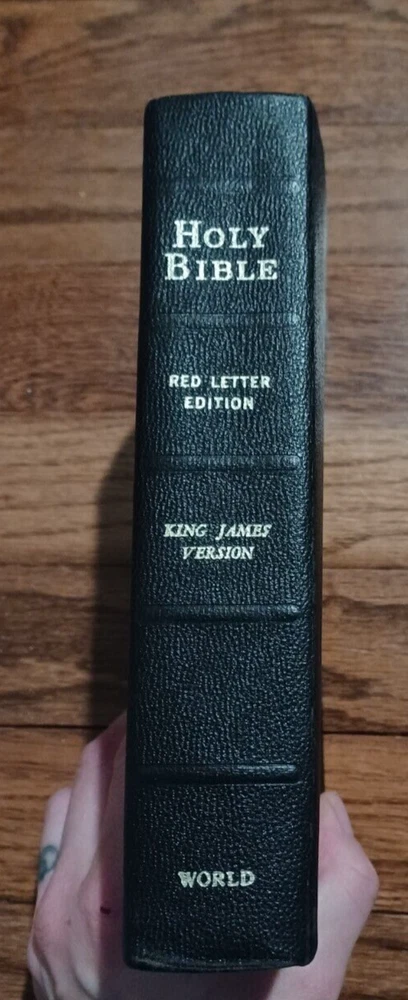 HOLY
BIBLE
RED LETTER
EDITION
KING JAMES
VERSION
WORLD